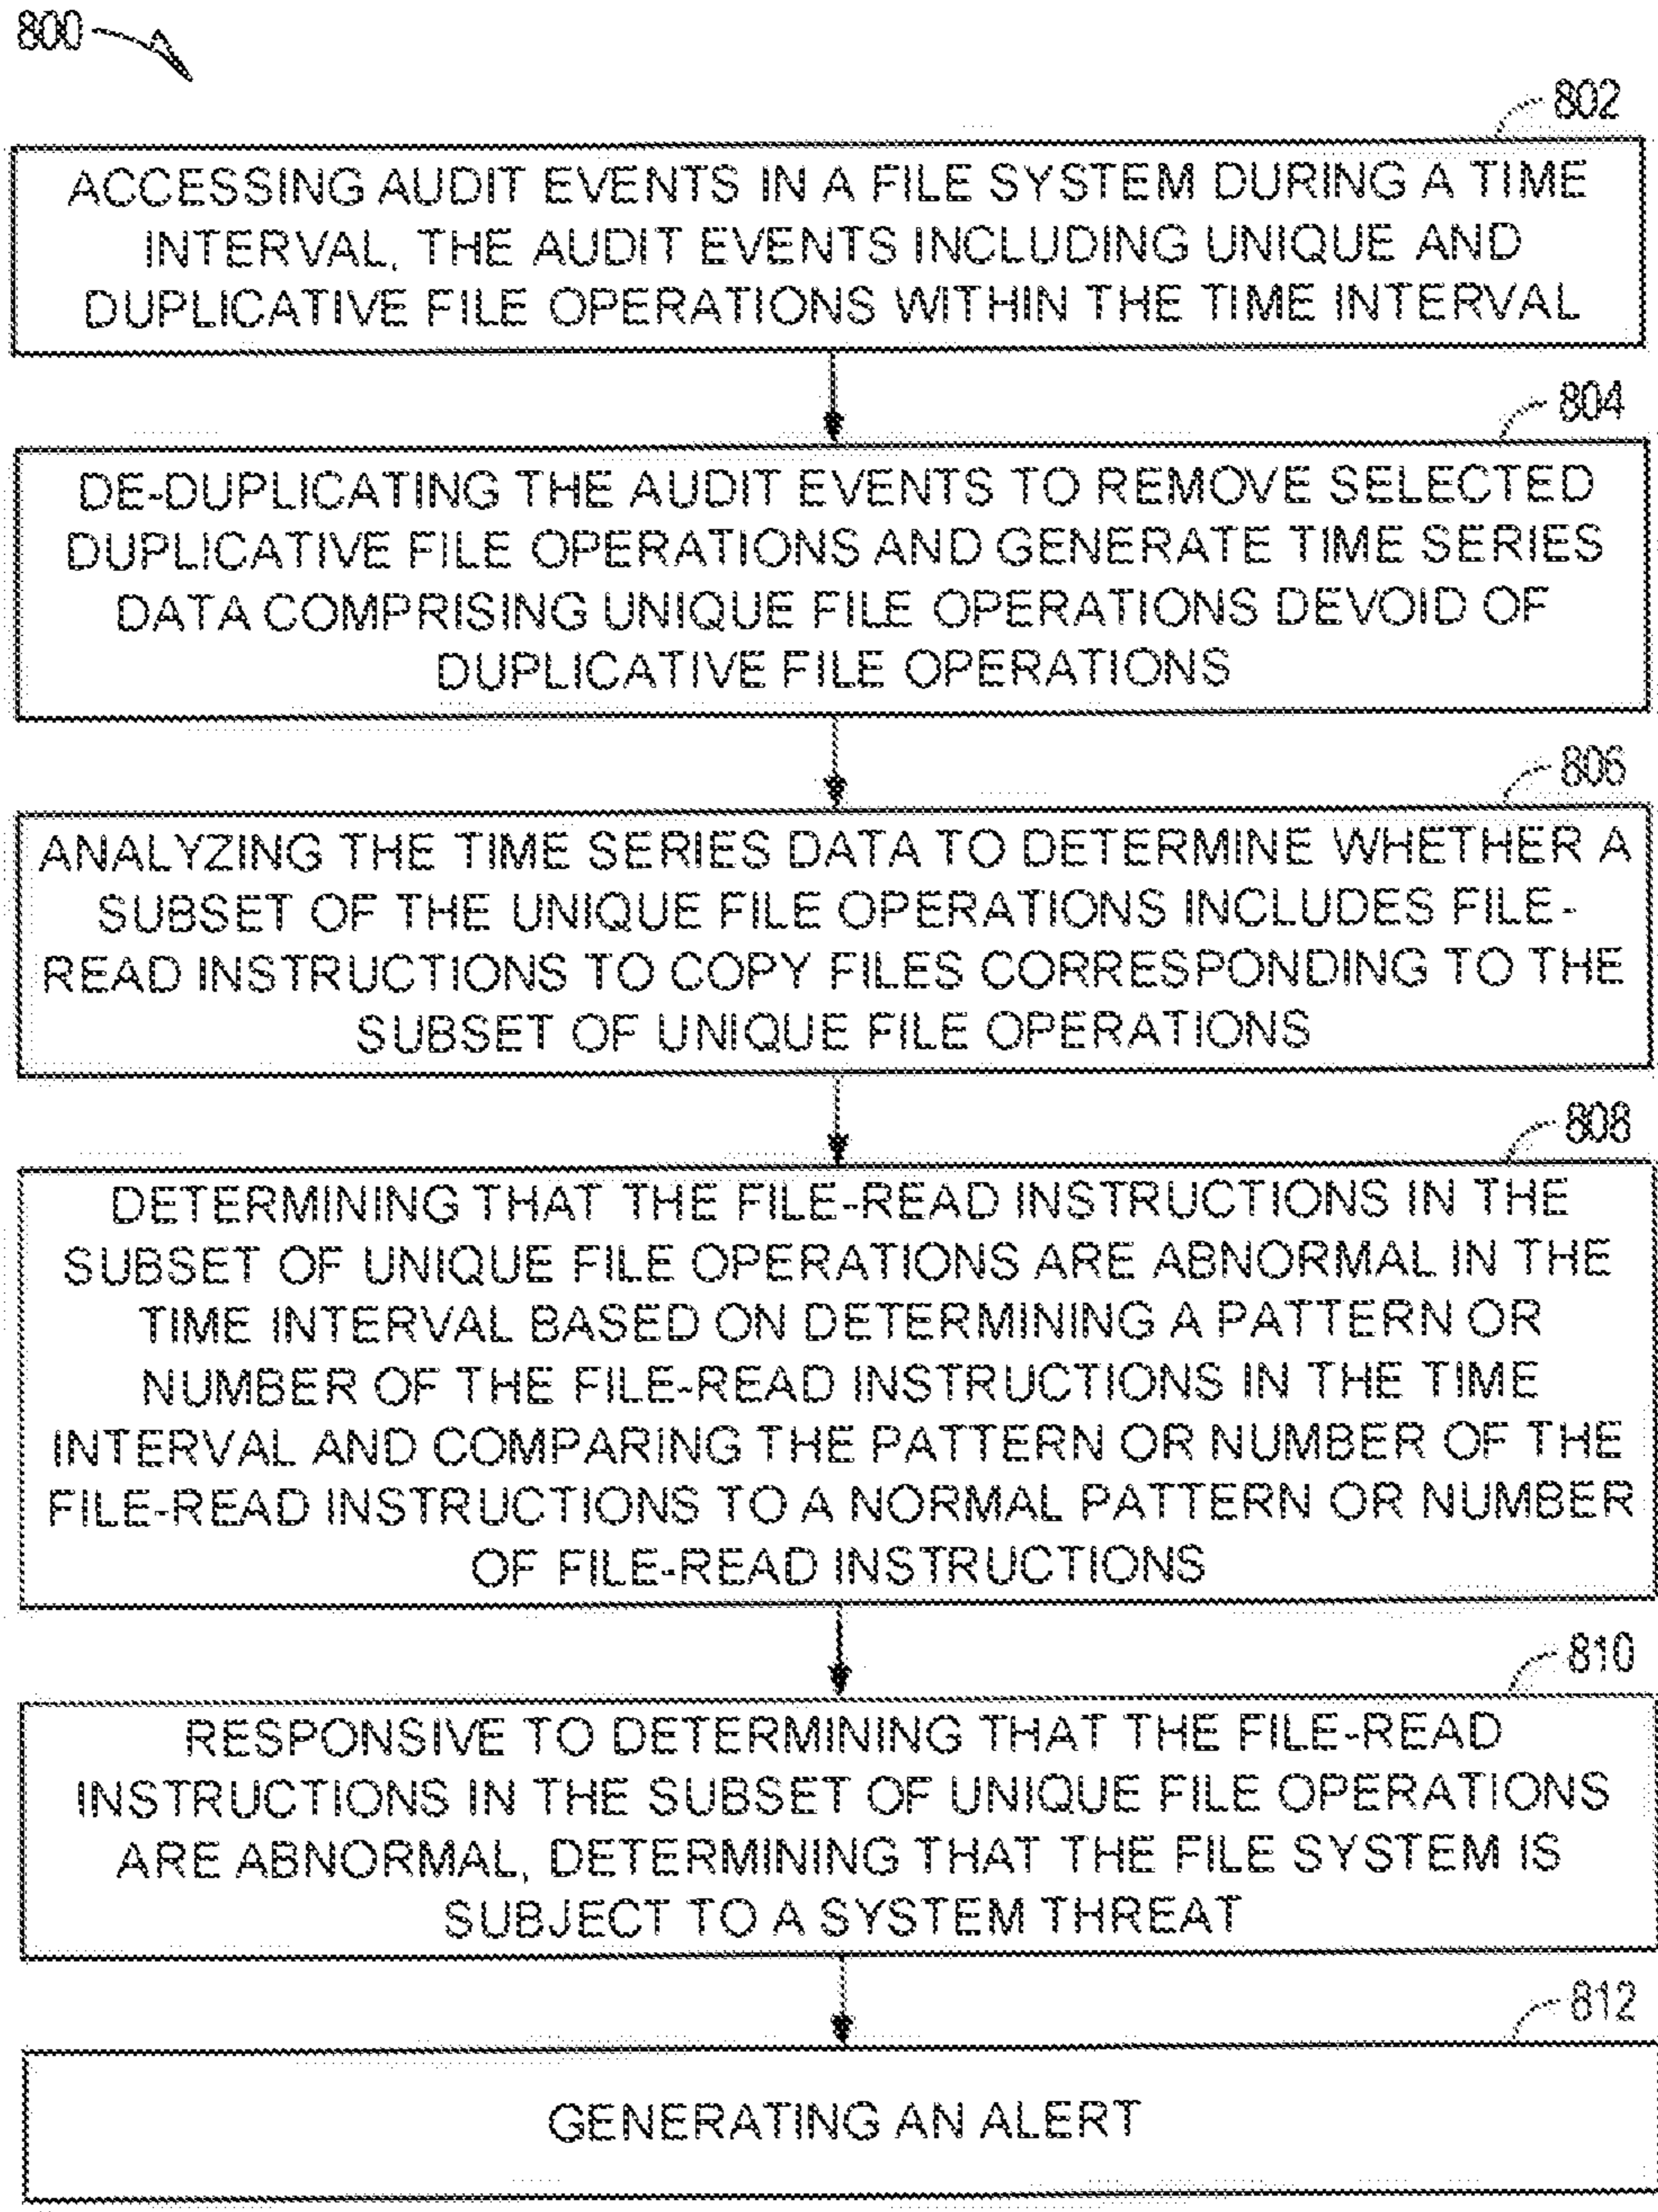 800
802
ACCESSING AUDIT EVENTS IN A FILE SYSTEM DURING A TIME
INTERVAL, THE AUDIT EVENTS INCLUDING UNIQUE AND
DUPLICATIVE FILE OPERATIONS WITHIN THE TIME INTERVAL
804
DE-DUPLICATING THE AUDIT EVENTS TO REMOVE SELECTED
DUPLICATIVE FILE OPERATIONS AND GENERATE TIME SERIES
DATA COMPRISING UNIQUE FILE OPERATIONS DEVOID OF
DUPLICATIVE FILE OPERATIONS
806
ANALYZING THE TIME SERIES DATA TO DETERMINE WHETHER A
SUBSET OF THE UNIQUE FILE OPERATIONS INCLUDES FILE-
READ INSTRUCTIONS TO COPY FILES CORRESPONDING TO THE
SUBSET OF UNIQUE FILE OPERATIONS
808
DETERMINING THAT THE FILE-READ INSTRUCTIONS IN THE
SUBSET OF UNIQUE FILE OPERATIONS ARE ABNORMAL IN THE
TIME INTERVAL BASED ON DETERMINING A PATTERN OR
NUMBER OF THE FILE-READ INSTRUCTIONS IN THE TIME
INTERVAL AND COMPARING THE PATTERN OR NUMBER OF THE
FILE-READ INSTRUCTIONS TO A NORMAL PATTERN OR NUMBER
OF FILE-READ INSTRUCTIONS
810
RESPONSIVE TO DETERMINING THAT THE FILE-READ
INSTRUCTIONS IN THE SUBSET OF UNIQUE FILE OPERATIONS
ARE ABNORMAL, DETERMINING THAT THE FILE SYSTEM IS
SUBJECT TO A SYSTEM THREAT
812
GENERATING AN ALERT